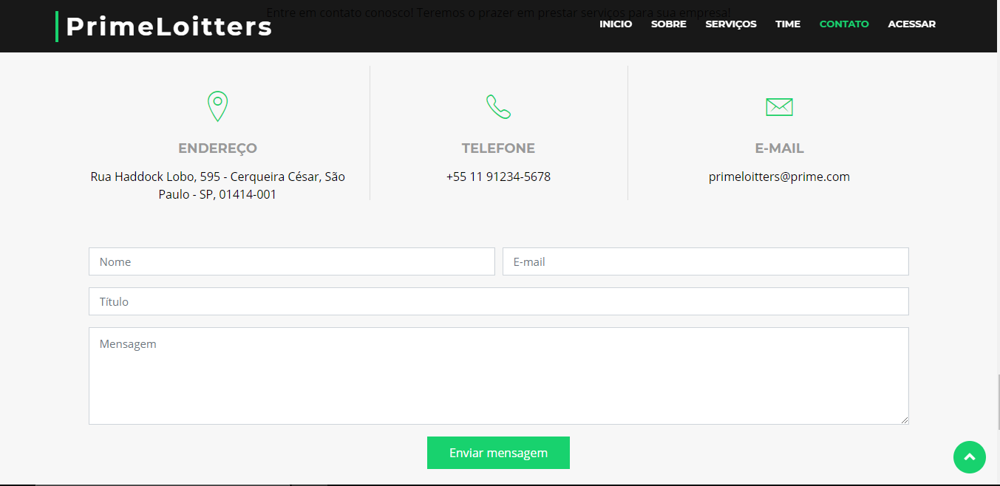 Entre em contato conosco! Teremos o prazer em prestar serviços para sua empresa!
PrimeLoitters
INICIO SOBRE SERVIÇOS TIME CONTATO ACESSAR
ENDEREÇO
Rua Haddock Lobo, 595 - Cerqueira César, São
Paulo - SP, 01414-001
TELEFONE
+55 11 91234-5678
E-MAIL
primeloitters@prime.com
Nome
E-mail
Título
Mensagem
Enviar mensagem